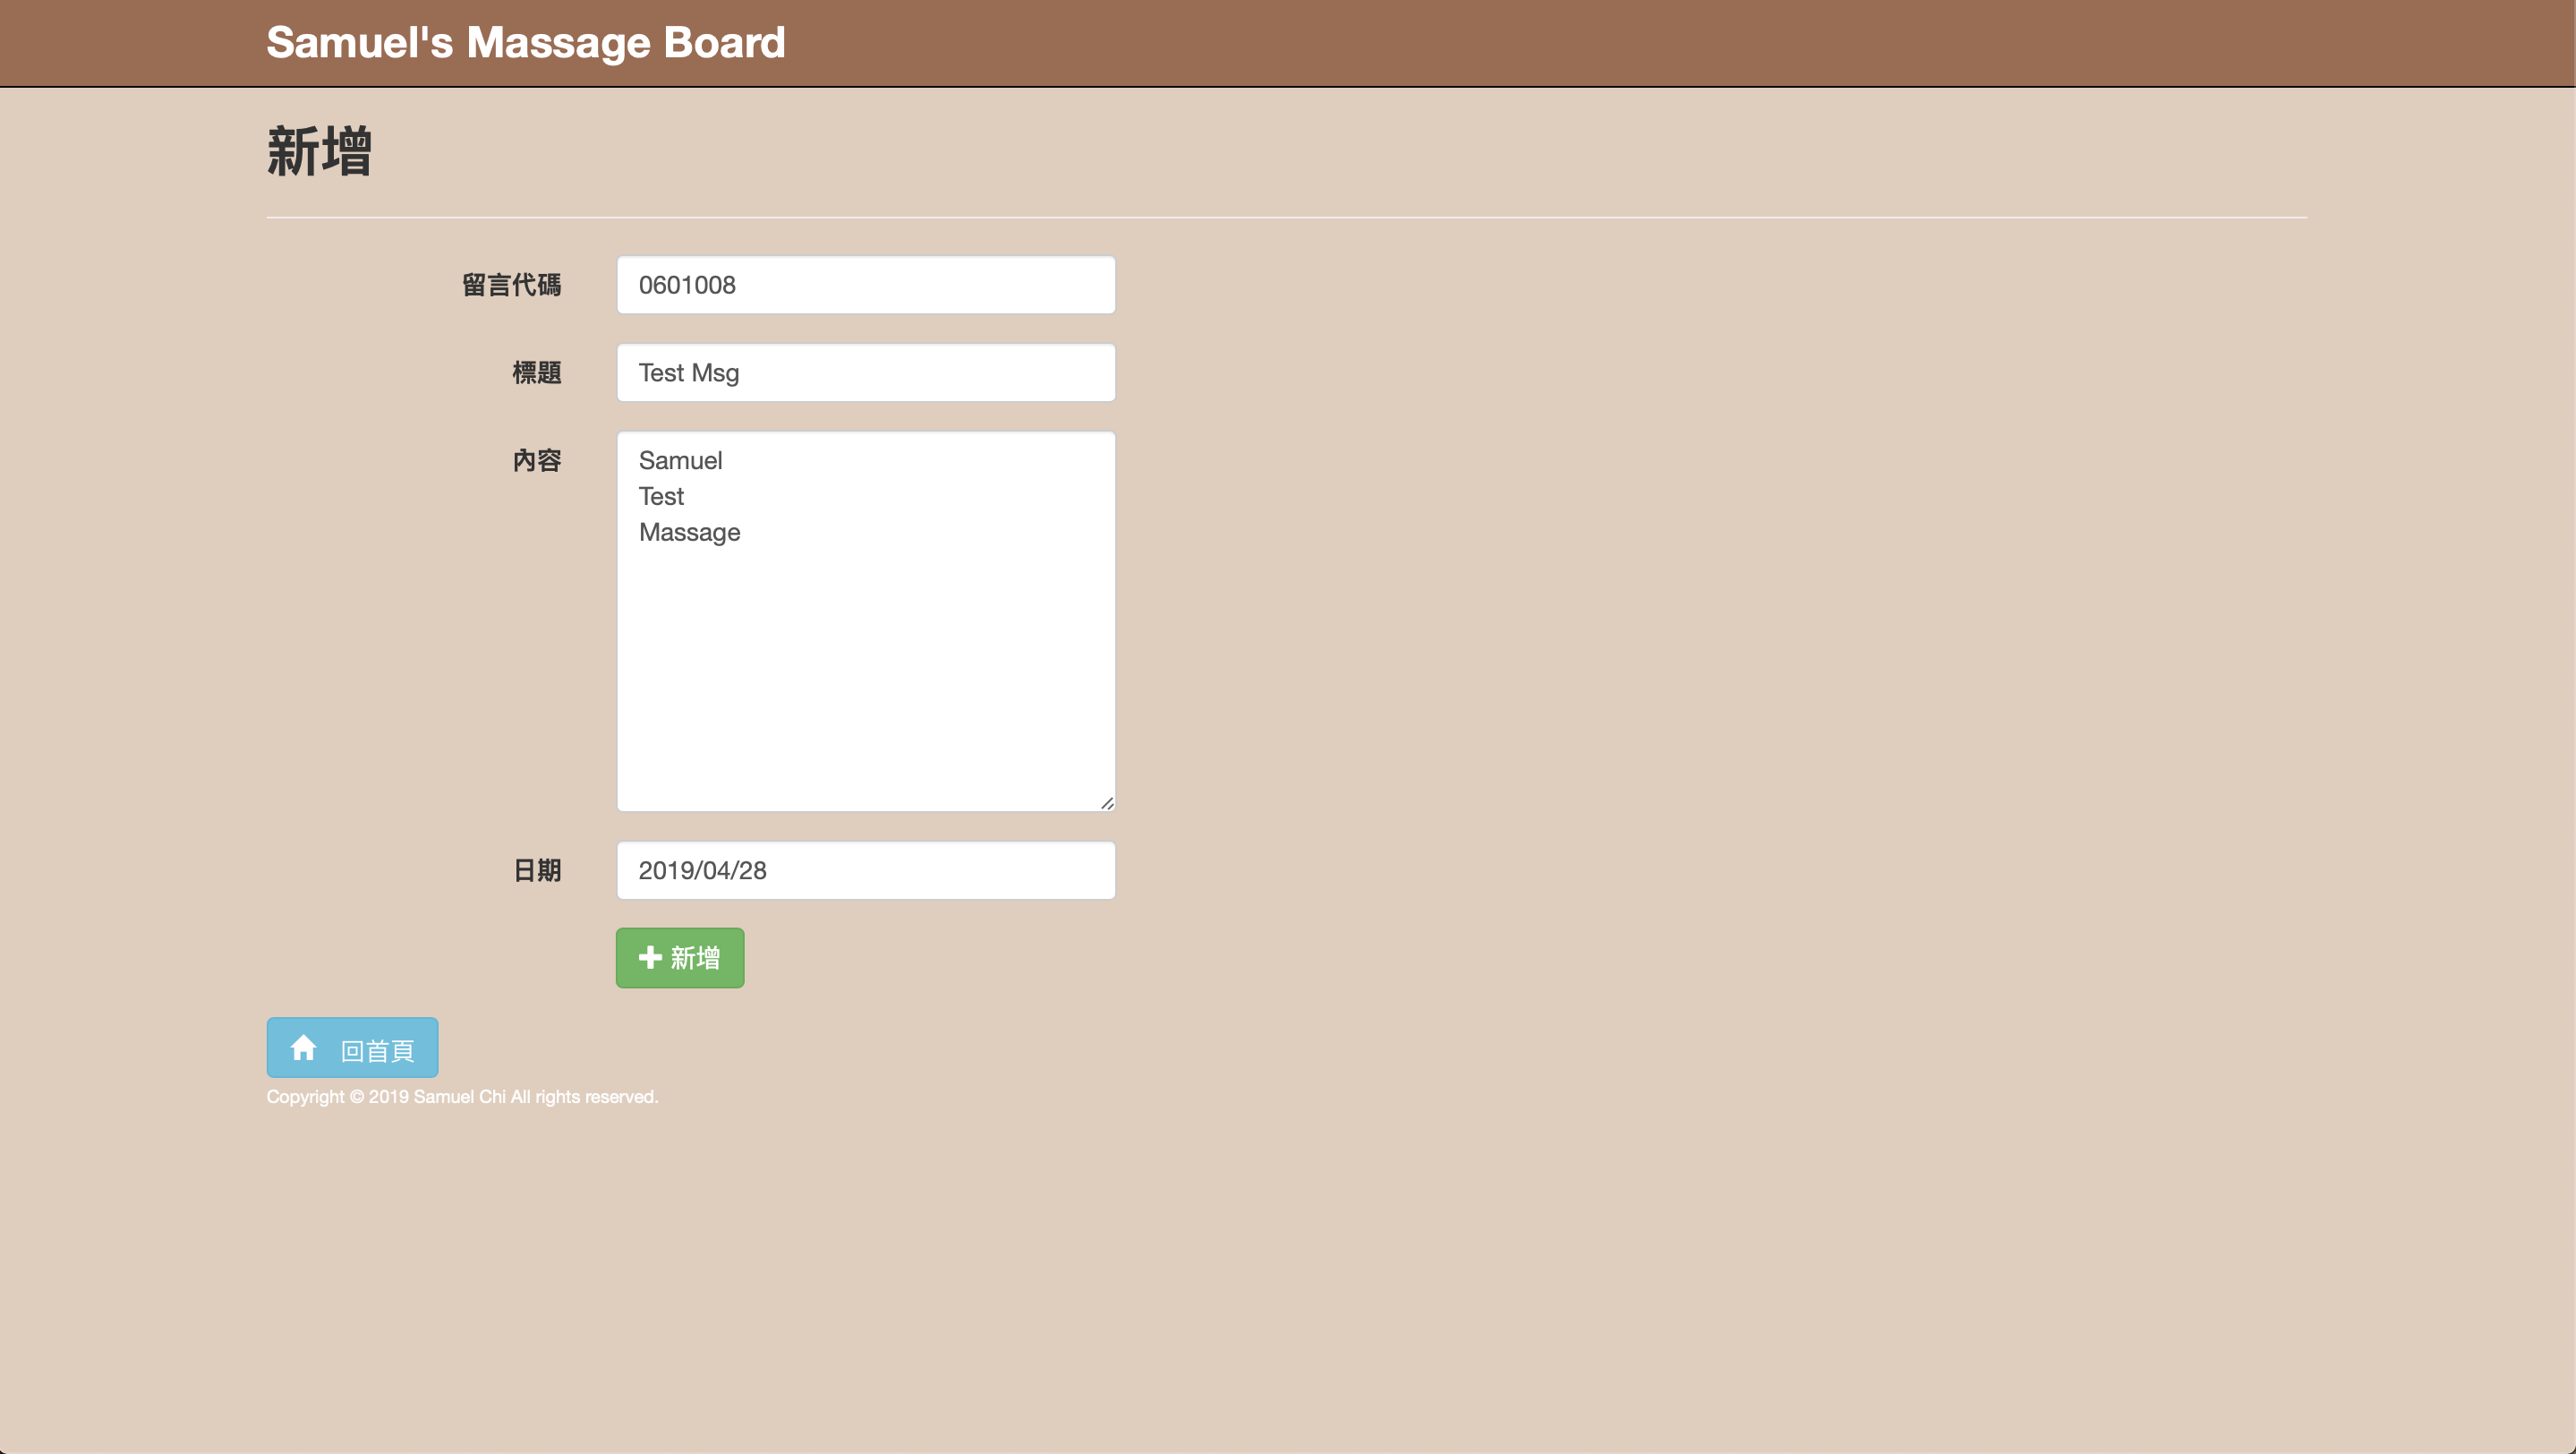 Samuel's Massage Board
新增
留言代碼
0601008
標題
Test Msg
內容
Samuel
Test
Massage
日期
2019/04/28
新增
回首頁
Copyright © 2019 Samuel Chi All rights reserved.